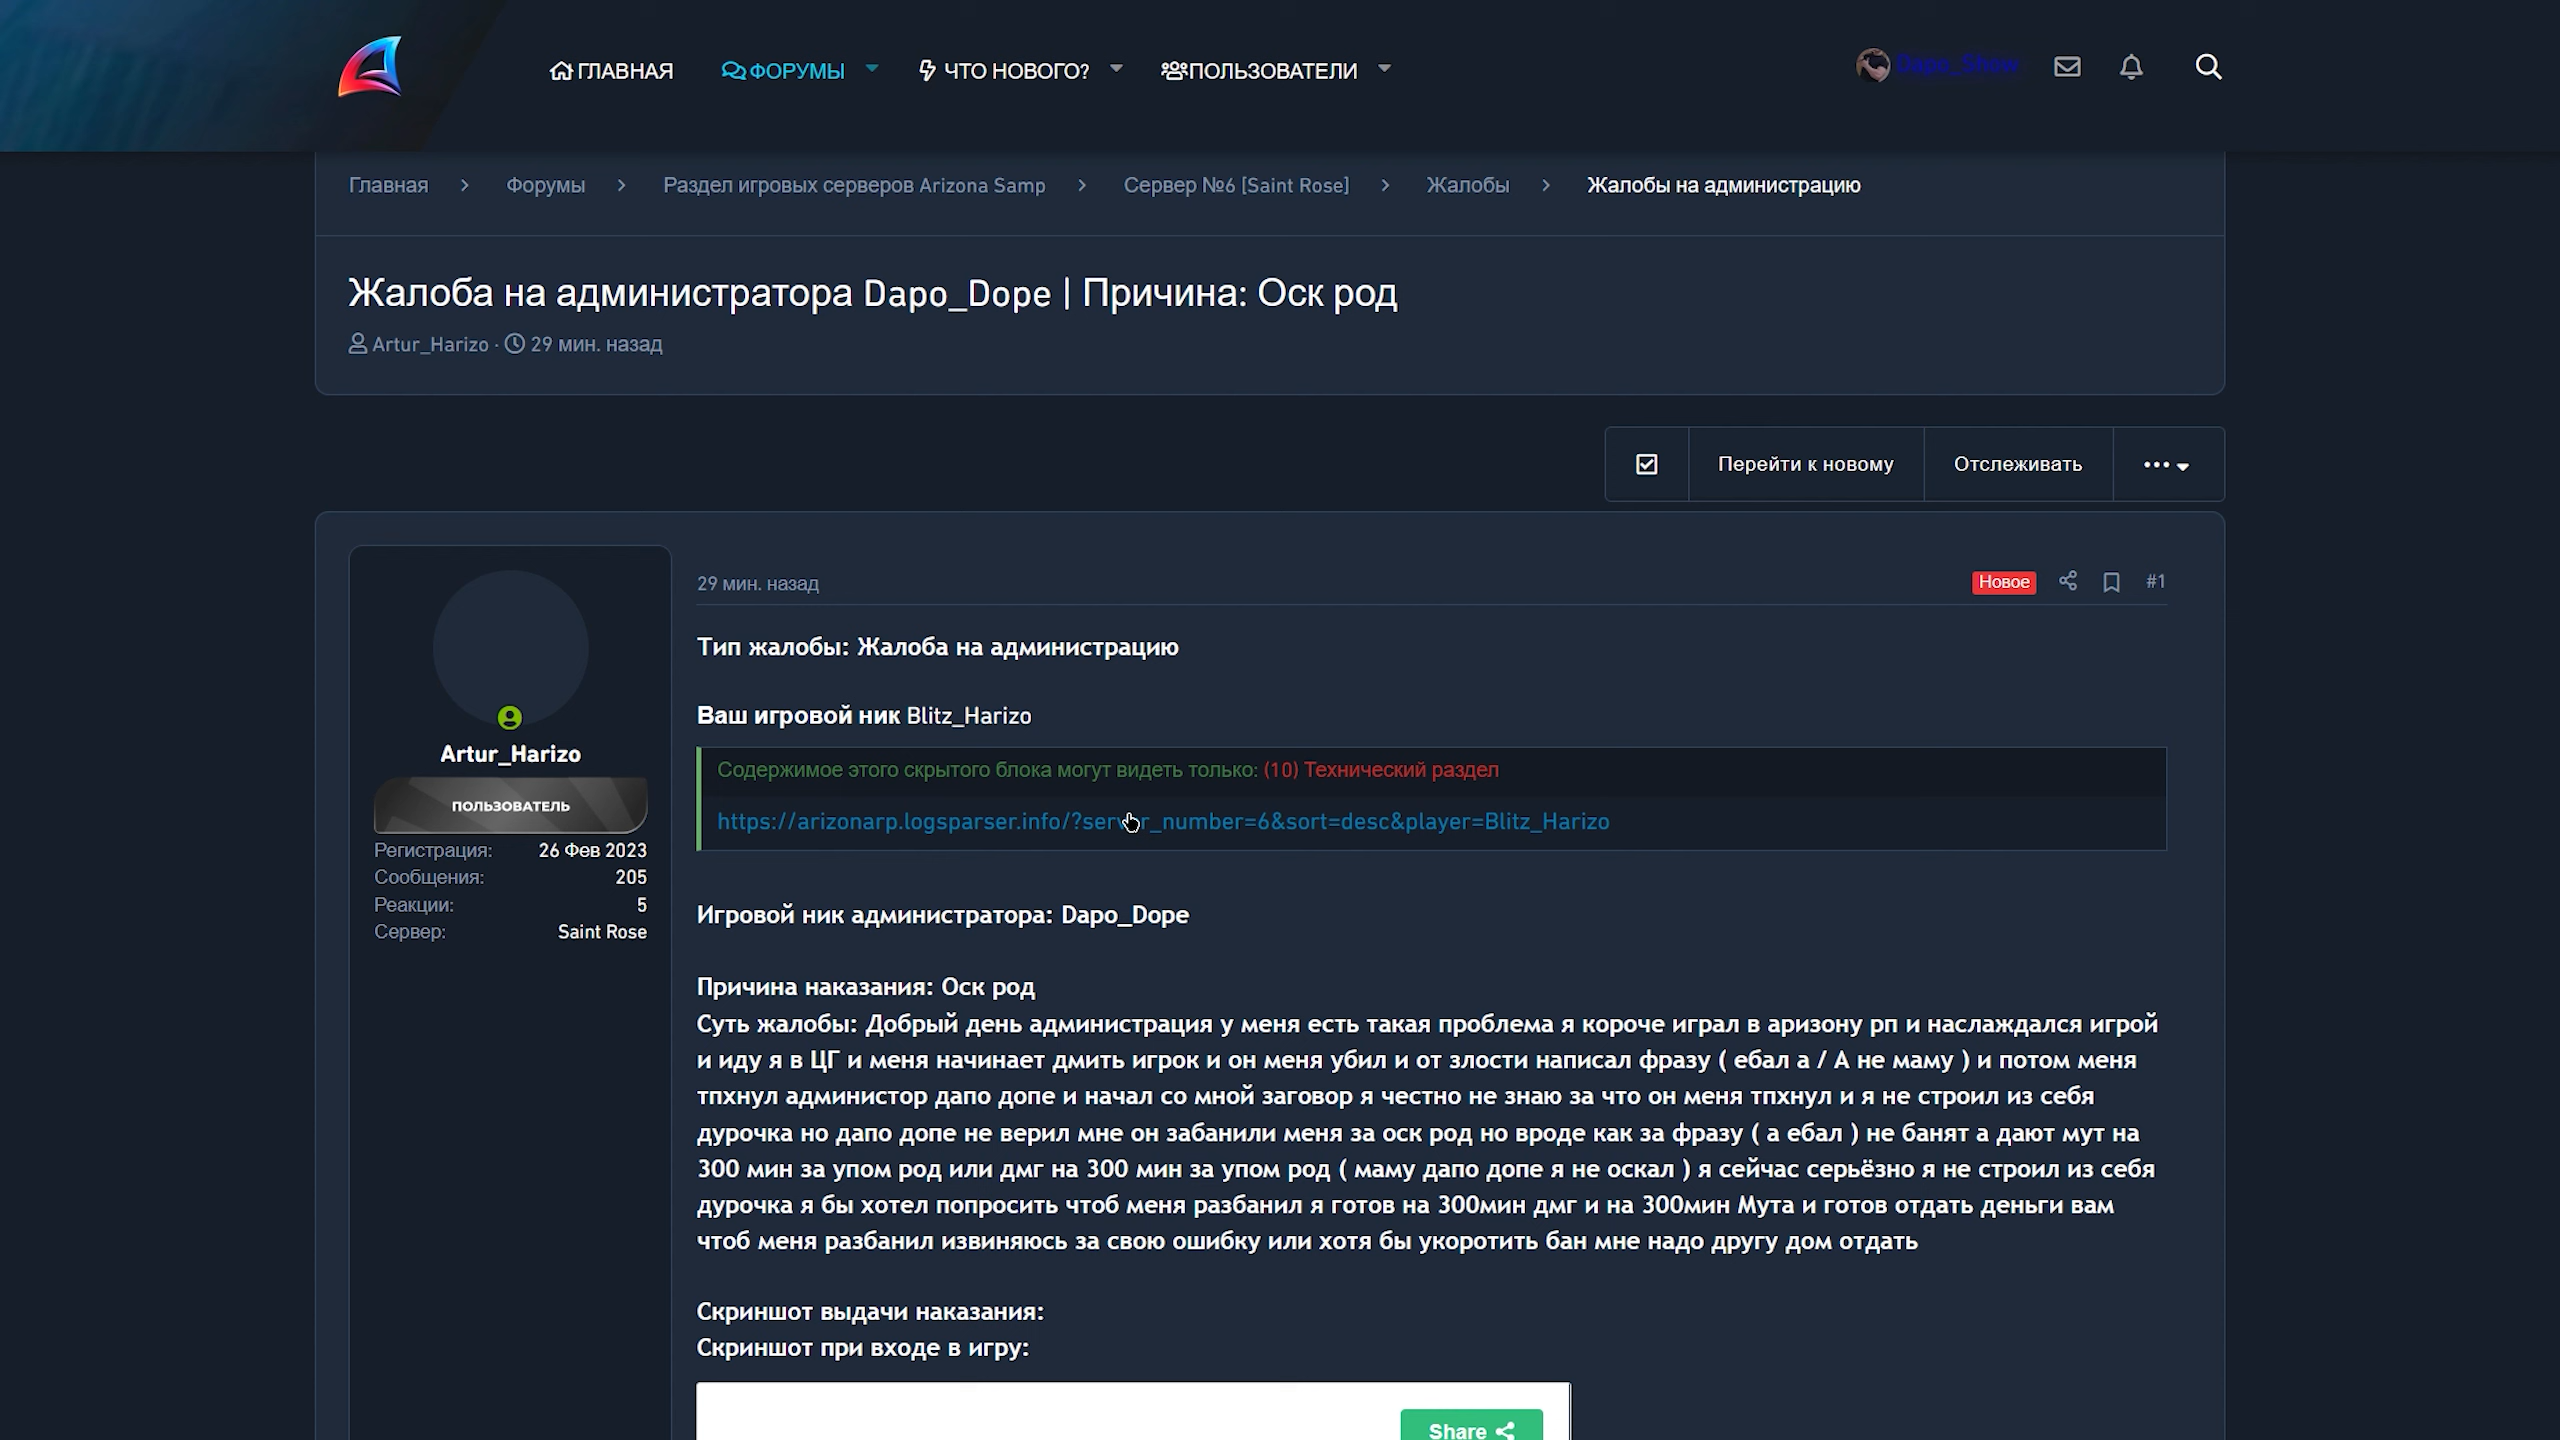 ГЛАВНАЯ ФОРУМЫ ЧТО НОВОГО? ПОЛЬЗОВАТЕЛИ Dapo_Show
Главная > Форумы > Раздел игровых серверов Arizona Samp > Сервер №6 [Saint Rose] > Жалобы > Жалобы на администрацию
Жалоба на администратора Dapo_Dope | Причина: Оск род
Artur_Harizo · 29 мин. назад
Перейти к новому Отслеживать
29 мин. назад Новое #1
Artur_Harizo
ПОЛЬЗОВАТЕЛЬ
Регистрация: 26 Фев 2023
Сообщения: 205
Реакции: 5
Сервер: Saint Rose
Тип жалобы: Жалоба на администрацию
Ваш игровой ник Blitz_Harizo
Содержимое этого скрытого блока могут видеть только: (10) Технический раздел
https://arizonarp.logsparser.info/?server_number=6&sort=desc&player=Blitz_Harizo
Игровой ник администратора: Dapo_Dope
Причина наказания: Оск род
Суть жалобы: Добрый день администрация у меня есть такая проблема я короче играл в аризону рп и наслаждался игрой
и иду я в ЦГ и меня начинает дмить игрок и он меня убил и от злости написал фразу ( ебал а / А не маму ) и потом меня
тпхнул администор дапо допе и начал со мной заговор я честно не знаю за что он меня тпхнул и я не строил из себя
дурочка но дапо допе не верил мне он забанили меня за оск род но вроде как за фразу ( а ебал ) не банят а дают мут на
300 мин за упом род или дмг на 300 мин за упом род ( маму дапо допе я не оскал ) я сейчас серьёзно я не строил из себя
дурочка я бы хотел попросить чтоб меня разбанил я готов на 300мин дмг и на 300мин Мута и готов отдать деньги вам
чтоб меня разбанил извиняюсь за свою ошибку или хотя бы укоротить бан мне надо другу дом отдать
Скриншот выдачи наказания:
Скриншот при входе в игру:
Share